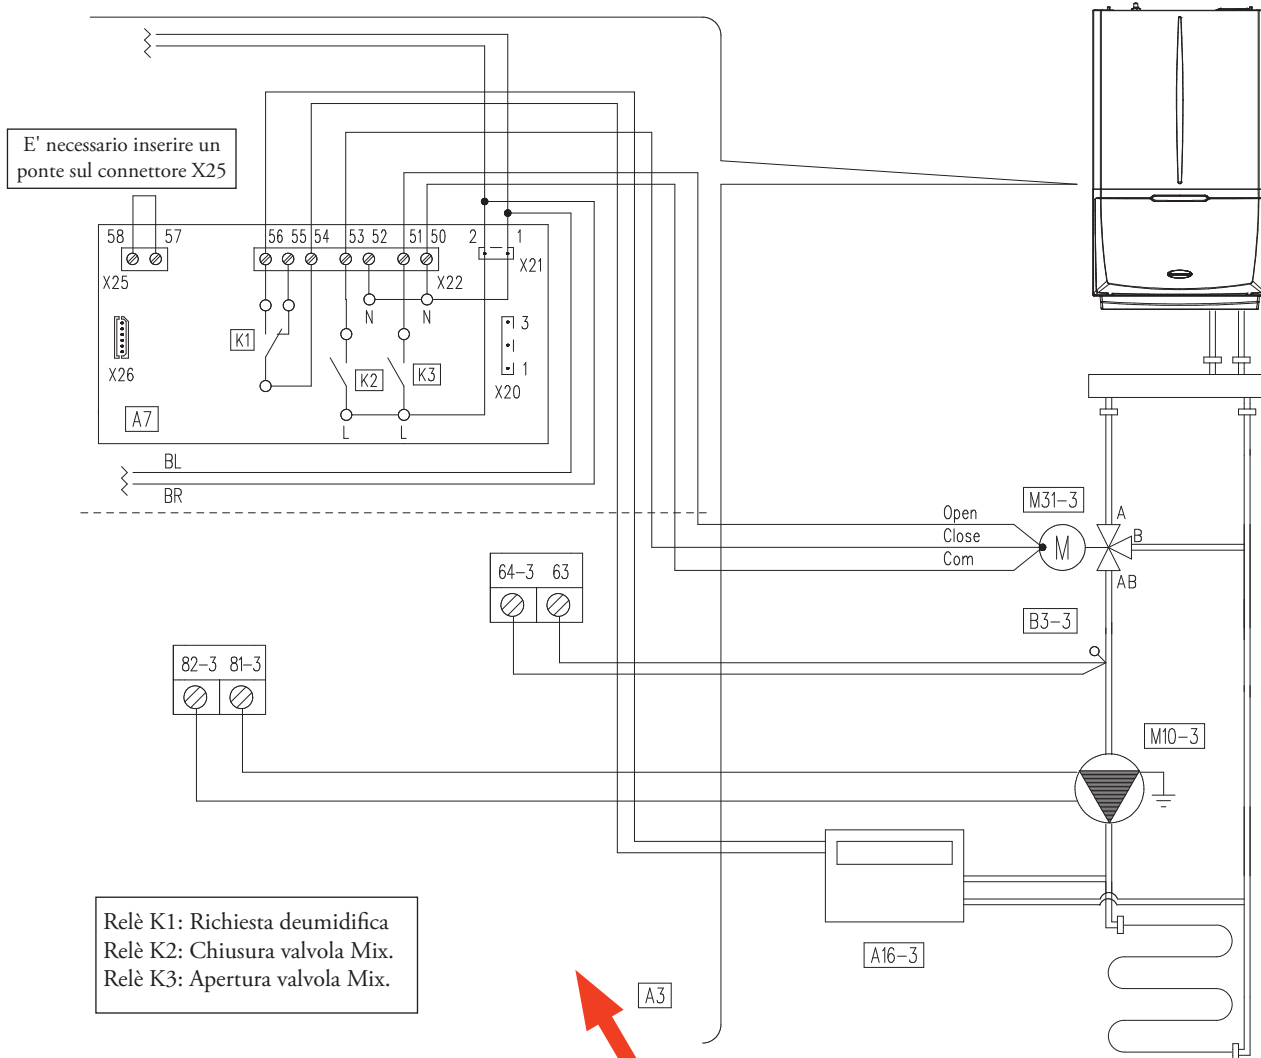 E' necessario inserire un
ponte sul connettore X25
58 57
56 55 54 53 52 51 50
2 1
X25
X22
X21
N N
K1
3
X26
K2
K3
1
X20
A7
L L
BL
BR
M31-3
Open
A
Close
M
B
Com
AB
64-3 63
B3-3
82-3 81-3
M10-3
Relè K1: Richiesta deumidifica
Relè K2: Chiusura valvola Mix.
Relè K3: Apertura valvola Mix.
A16-3
A3